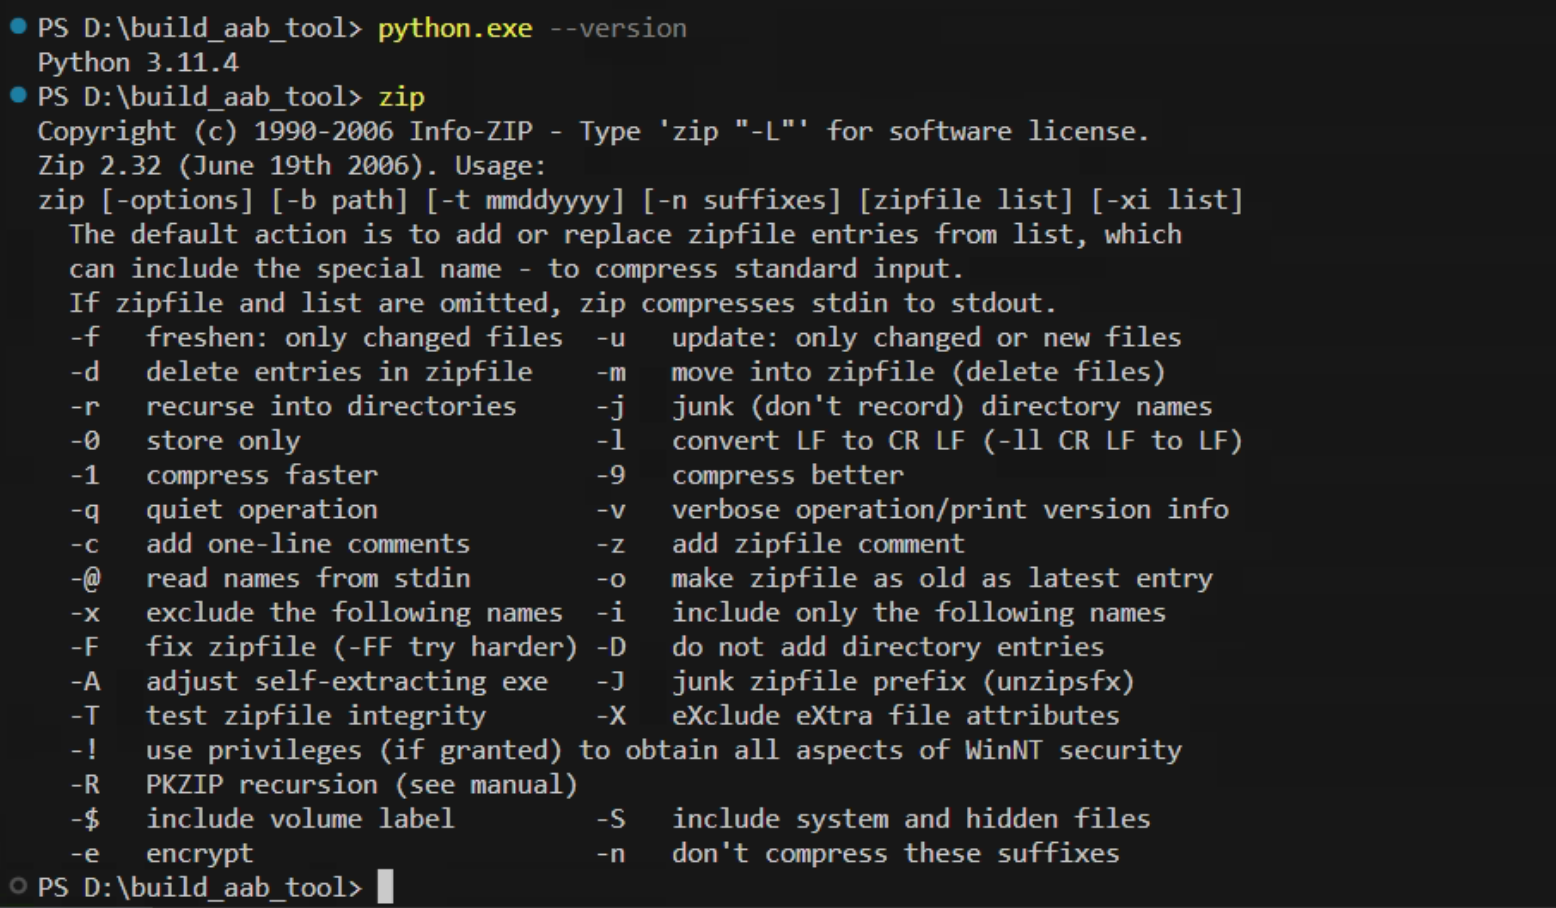 PS D:\build_aab_tool> python.exe --version
Python 3.11.4
PS D:\build_aab_tool> zip
Copyright (c) 1990-2006 Info-ZIP - Type 'zip "-L"' for software license.
Zip 2.32 (June 19th 2006). Usage:
zip [-options] [-b path] [-t mmddyyyy] [-n suffixes] [zipfile list] [-xi list]
  The default action is to add or replace zipfile entries from list, which
  can include the special name - to compress standard input.
  If zipfile and list are omitted, zip compresses stdin to stdout.
  -f   freshen: only changed files  -u   update: only changed or new files
  -d   delete entries in zipfile    -m   move into zipfile (delete files)
  -r   recurse into directories     -j   junk (don't record) directory names
  -0   store only                   -l   convert LF to CR LF (-ll CR LF to LF)
  -1   compress faster              -9   compress better
  -q   quiet operation              -v   verbose operation/print version info
  -c   add one-line comments        -z   add zipfile comment
  -@   read names from stdin        -o   make zipfile as old as latest entry
  -x   exclude the following names  -i   include only the following names
  -F   fix zipfile (-FF try harder) -D   do not add directory entries
  -A   adjust self-extracting exe   -J   junk zipfile prefix (unzipsfx)
  -T   test zipfile integrity       -X   eXclude eXtra file attributes
  -!   use privileges (if granted) to obtain all aspects of WinNT security
  -R   PKZIP recursion (see manual)
  -$   include volume label         -S   include system and hidden files
  -e   encrypt                      -n   don't compress these suffixes
PS D:\build_aab_tool>